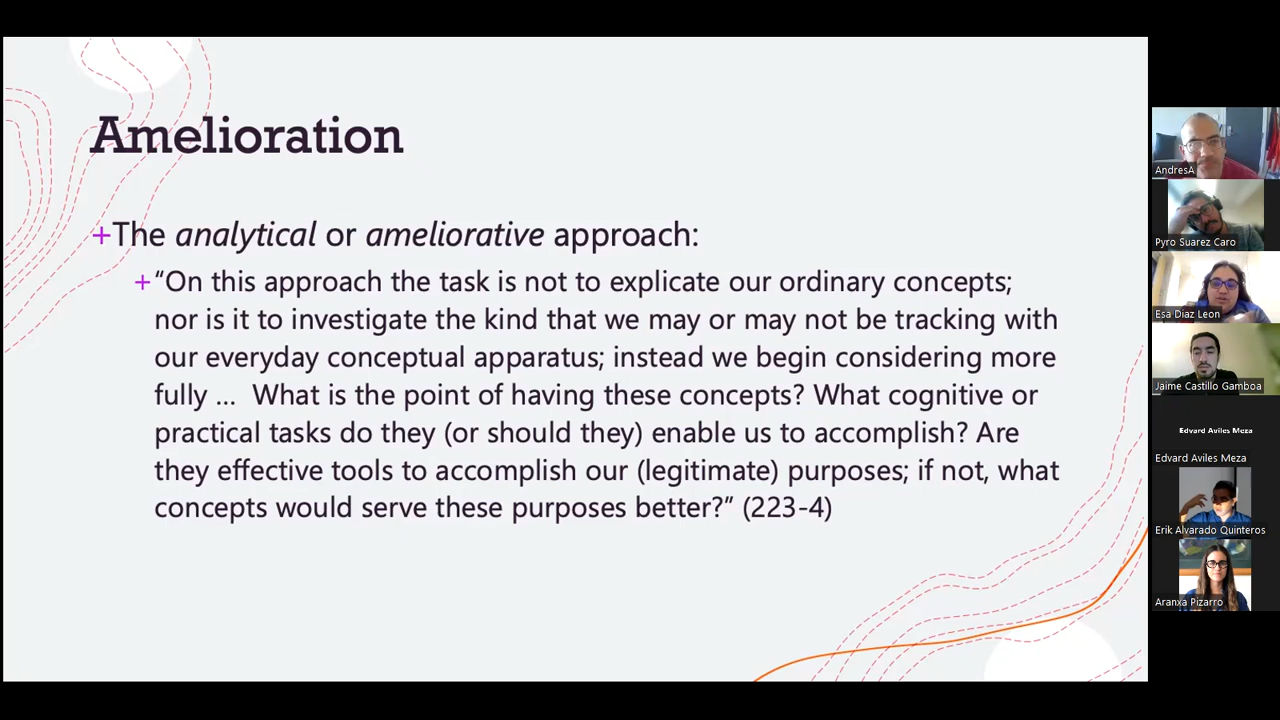 Amelioration
+The analytical or ameliorative approach:
+“On this approach the task is not to explicate our ordinary concepts;
nor is it to investigate the kind that we may or may not be tracking with
our everyday conceptual apparatus; instead we begin considering more
fully … What is the point of having these concepts? What cognitive or
practical tasks do they (or should they) enable us to accomplish? Are
they effective tools to accomplish our (legitimate) purposes; if not, what
concepts would serve these purposes better?” (223-4)
AndresA
Pyro Suarez Caro
Esa Diaz Leon
Jaime Castillo Gamboa
Edvard Aviles Meza
Edvard Aviles Meza
Erik Alvarado Quinteros
Aranxa Pizarro